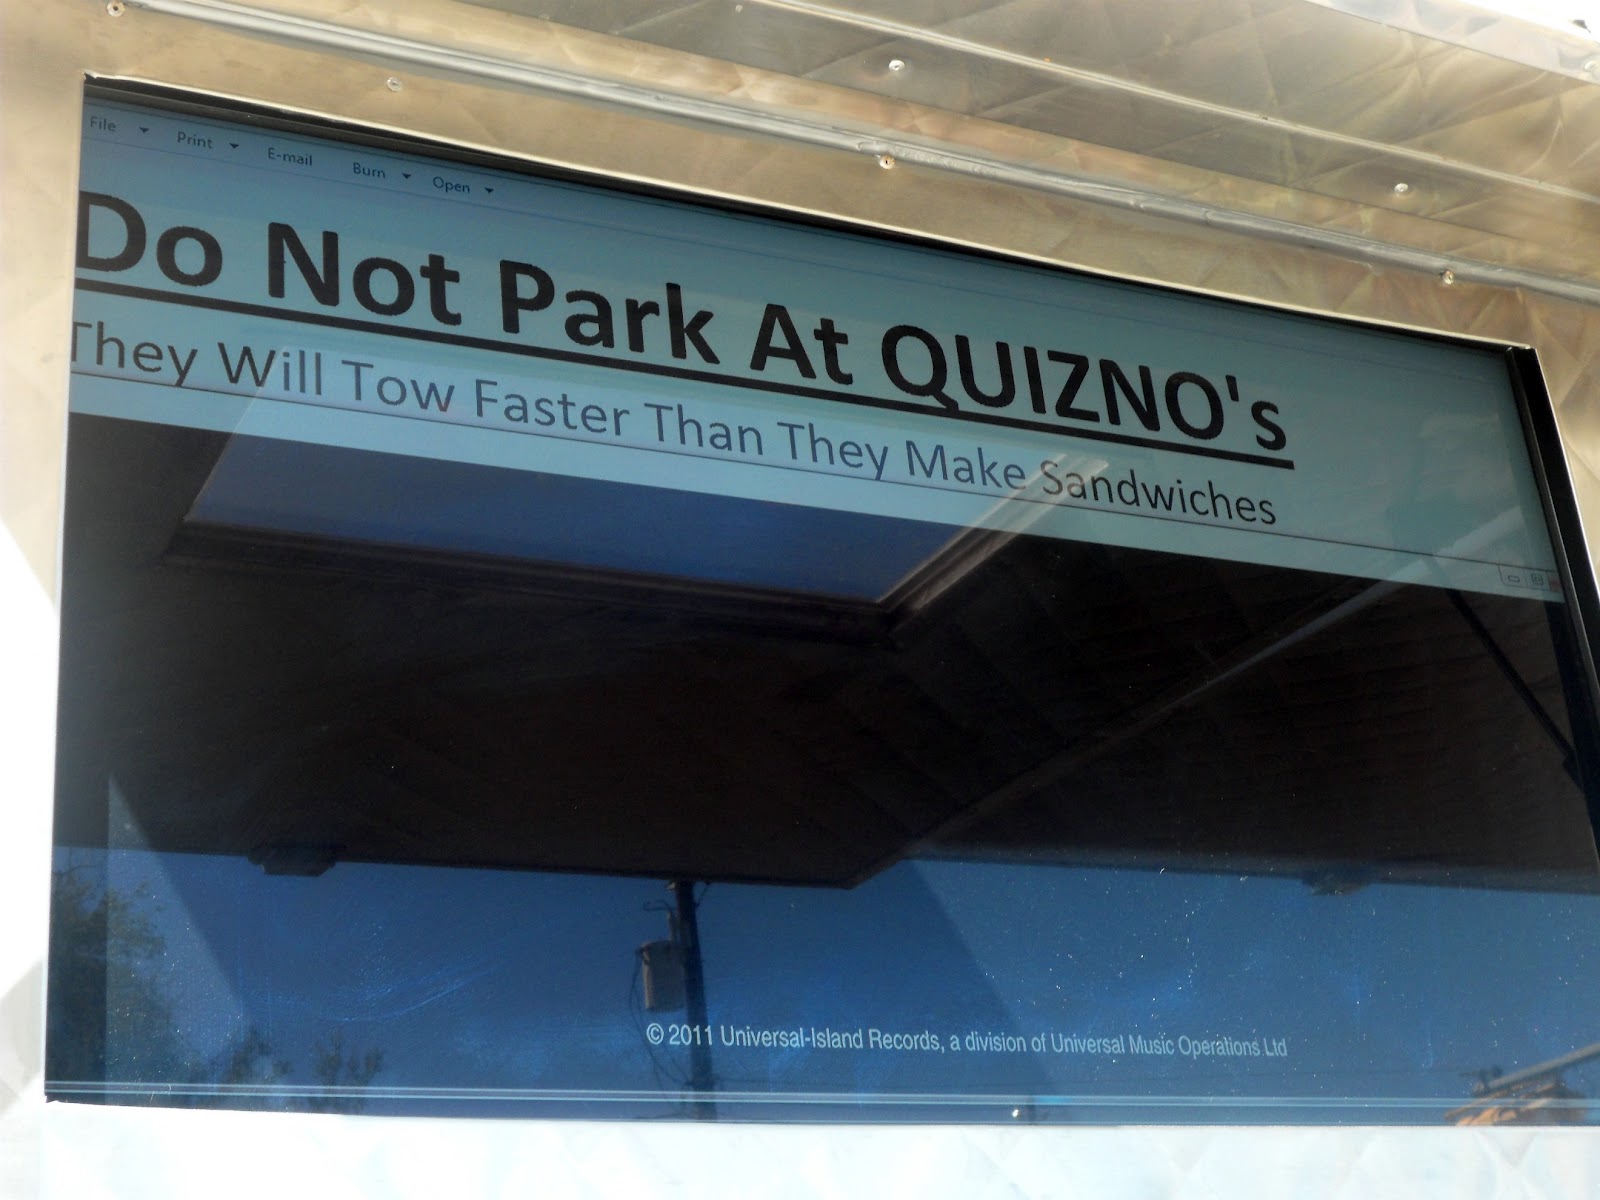 File Print E-mail Burn Open
Do Not Park At QUIZNO's
They Will Tow Faster Than They Make Sandwiches
© 2011 Universal-Island Records, a division of Universal Music Operations Ltd